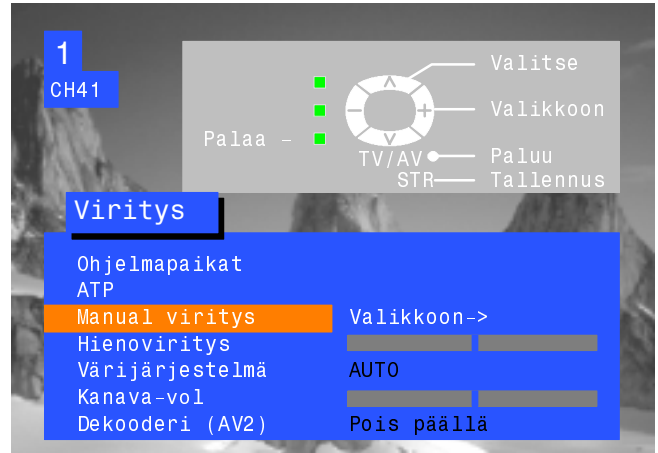 1
CH41
Valitse
Valikkoon
Palaa –
TV/AV Paluu
STR Tallennus
Viritys
Ohjelmapaikat
ATP
Manual viritys Valikkoon->
Hienoviritys
Värijärjestelmä AUTO
Kanava-vol
Dekooderi (AV2) Pois päällä